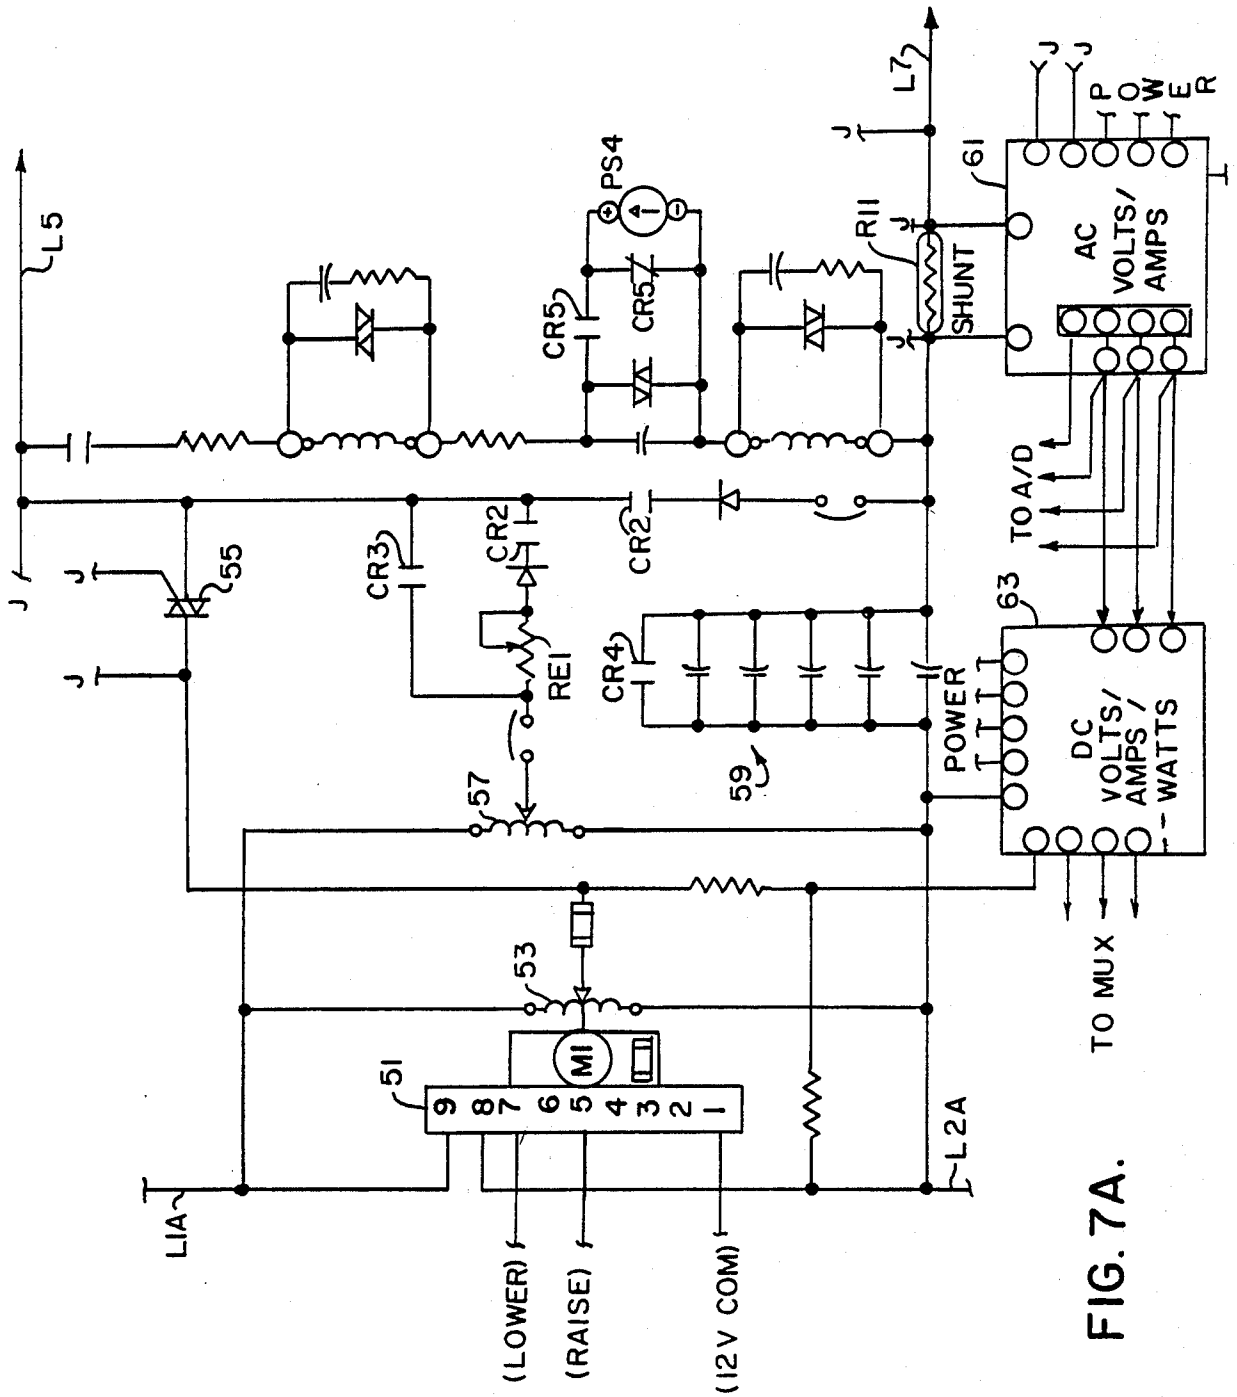 L5
J
J
55
J
CR3
CR2
CR2
RE1
57
CR4
59
CR5
CR5
PS4
+
-
R11
SHUNT
J
J
J
L7
61
AC
VOLTS/
AMPS
J
J
POWER
TO A/D
63
POWER
DC
VOLTS/
AMPS/
WATTS
TO MUX
53
51
M1
9
8
7
6
5
4
3
2
1
L1A
L2A
(LOWER)
(RAISE)
(12V COM)
FIG. 7A.